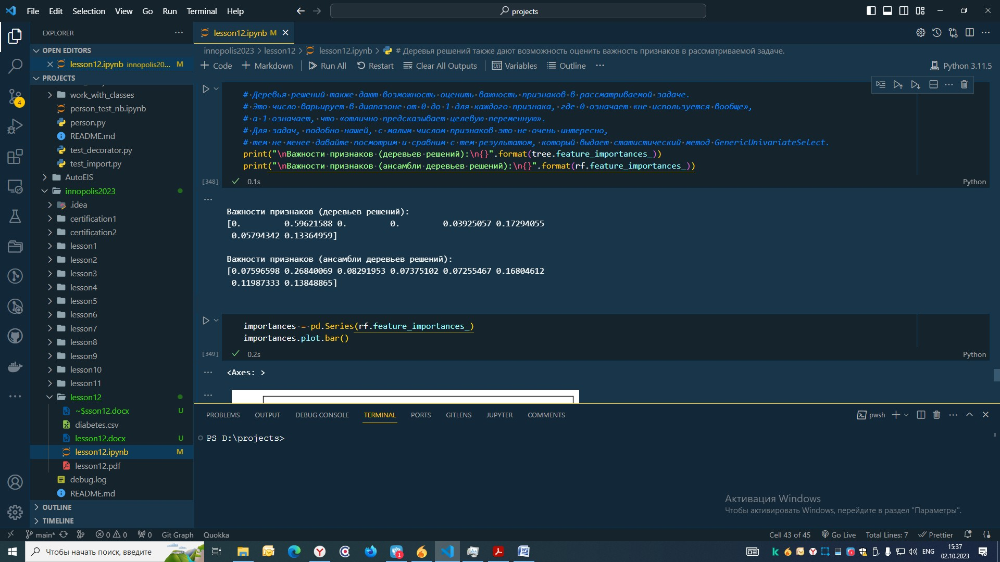 File Edit Selection View Go Run Terminal Help
projects
EXPLORER
OPEN EDITORS
lesson12.ipynb innopolis20... M
PROJECTS
work_with_classes
person_test_nb.ipynb
person.py
README.md
test_decorator.py
test_import.py
AutoEIS
innopolis2023
.idea
certification1
certification2
lesson1
lesson2
lesson3
lesson4
lesson5
lesson6
lesson7
lesson8
lesson9
lesson10
lesson11
lesson12
~$sson12.docx U
diabetes.csv
lesson12.docx U
lesson12.ipynb M
lesson12.pdf
debug.log
README.md
OUTLINE
TIMELINE
4
lesson12.ipynb M
innopolis2023 > lesson12 > lesson12.ipynb > # Деревья решений также дают возможность оценить важность признаков в рассматриваемой задаче.
Code Markdown Run All Restart Clear All Outputs Variables Outline ...
Python 3.11.5
# Деревья решений также дают возможность оценить важность признаков в рассматриваемой задаче.
# Это число варьирует в диапазоне от 0 до 1 для каждого признака, где 0 означает «не используется вообще»,
# а 1 означает, что «отлично предсказывает целевую переменную».
# Для задач, подобно нашей, с малым числом признаков это не очень интересно,
# тем не менее давайте посмотрим и сравним с тем результатом, который выдает статистический метод GenericUnivariateSelect.
print("\nВажности признаков (деревьев решений):\n{}".format(tree.feature_importances_))
print("\nВажности признаков (ансамбли деревьев решений):\n{}".format(rf.feature_importances_))
[348] 0.1s Python
Важности признаков (деревьев решений):
[0. 0.59621588 0. 0. 0.03925057 0.17294055
0.05794342 0.13364959]
Важности признаков (ансамбли деревьев решений):
[0.07596598 0.26840069 0.08291953 0.07375102 0.07255467 0.16804612
0.11987333 0.13848865]
importances = pd.Series(rf.feature_importances_)
importances.plot.bar()
[349] 0.2s Python
<Axes: >
PROBLEMS OUTPUT DEBUG CONSOLE TERMINAL PORTS GITLENS JUPYTER COMMENTS
pwsh
PS D:\projects>
Активация Windows
Чтобы активировать Windows, перейдите в раздел "Параметры".
main* 0 0 0 Git Graph Quokka
Cell 43 of 45 Go Live Total Lines: 7 Prettier
Чтобы начать поиск, введите
ENG
15:37
02.10.2023